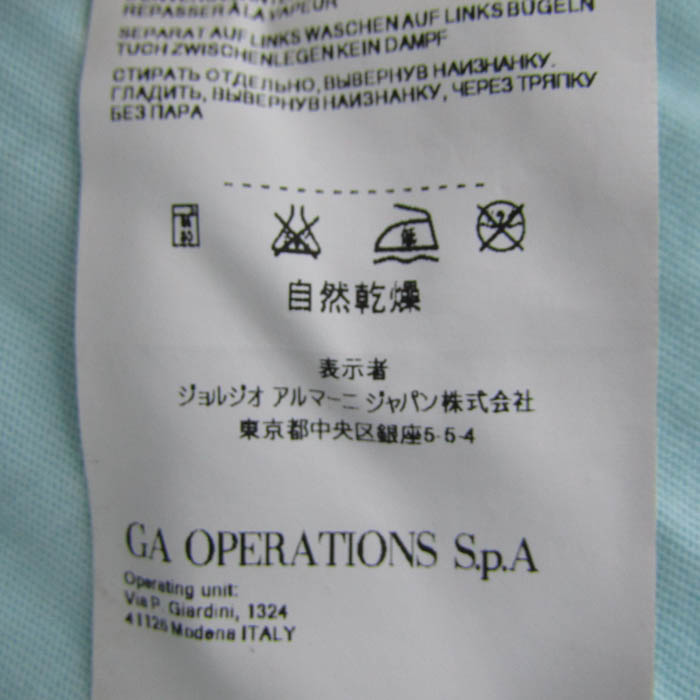 REPASSER À LA VAPEUR
SEPARAT AUF LINKS WASCHEN AUF LINKS BÜGELN
TUCH ZWISCHENLEGEN KEIN DAMPF
СТИРАТЬ ОТДЕЛЬНО, ВЫВЕРНУВ НАИЗНАНКУ.
ГЛАДИТЬ, ВЫВЕРНУВ НАИЗНАНКУ, ЧЕРЕЗ ТРЯПКУ
БЕЗ ПАРА
自然乾燥
表示者
ジョルジオ アルマーニ ジャパン株式会社
東京都中央区銀座5-5-4
GA OPERATIONS S.p.A
Operating unit:
Via P. Giardini, 1324
41126 Modena ITALY